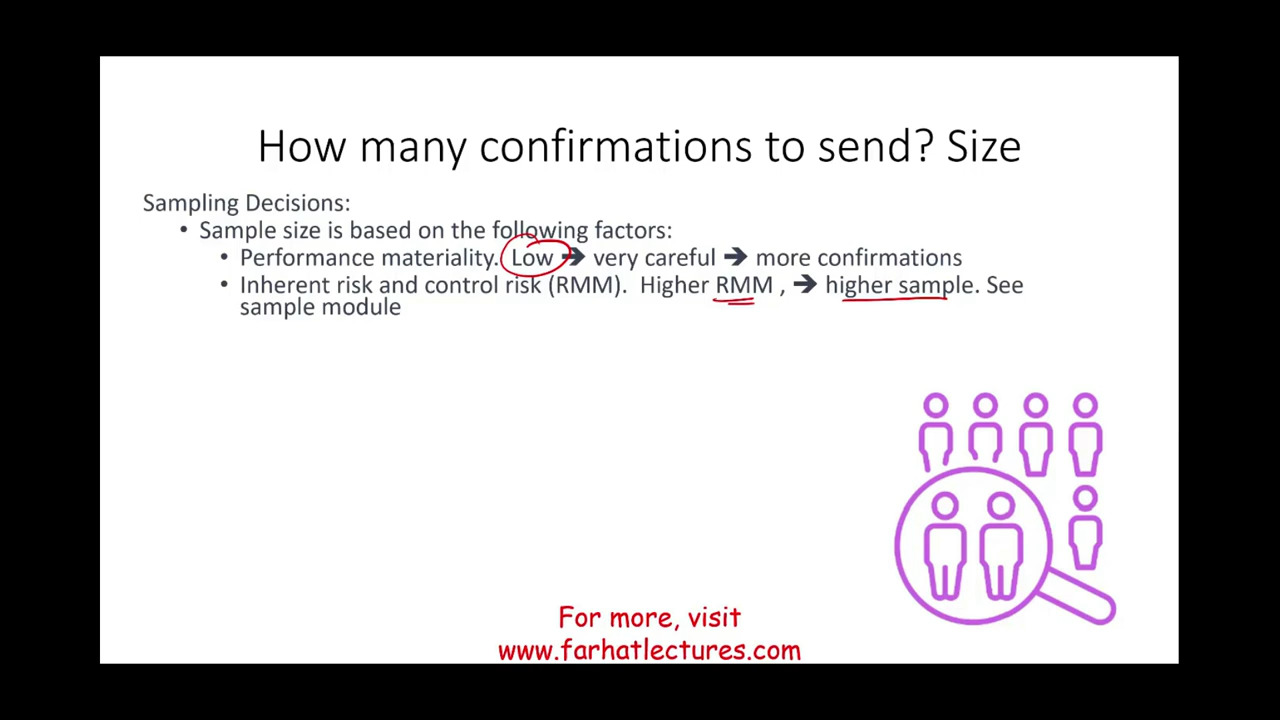 How many confirmations to send? Size
Sampling Decisions:
• Sample size is based on the following factors:
• Performance materiality. Low ➔ very careful ➔ more confirmations
• Inherent risk and control risk (RMM). Higher RMM , ➔ higher sample. See
sample module
For more, visit
www.farhatlectures.com